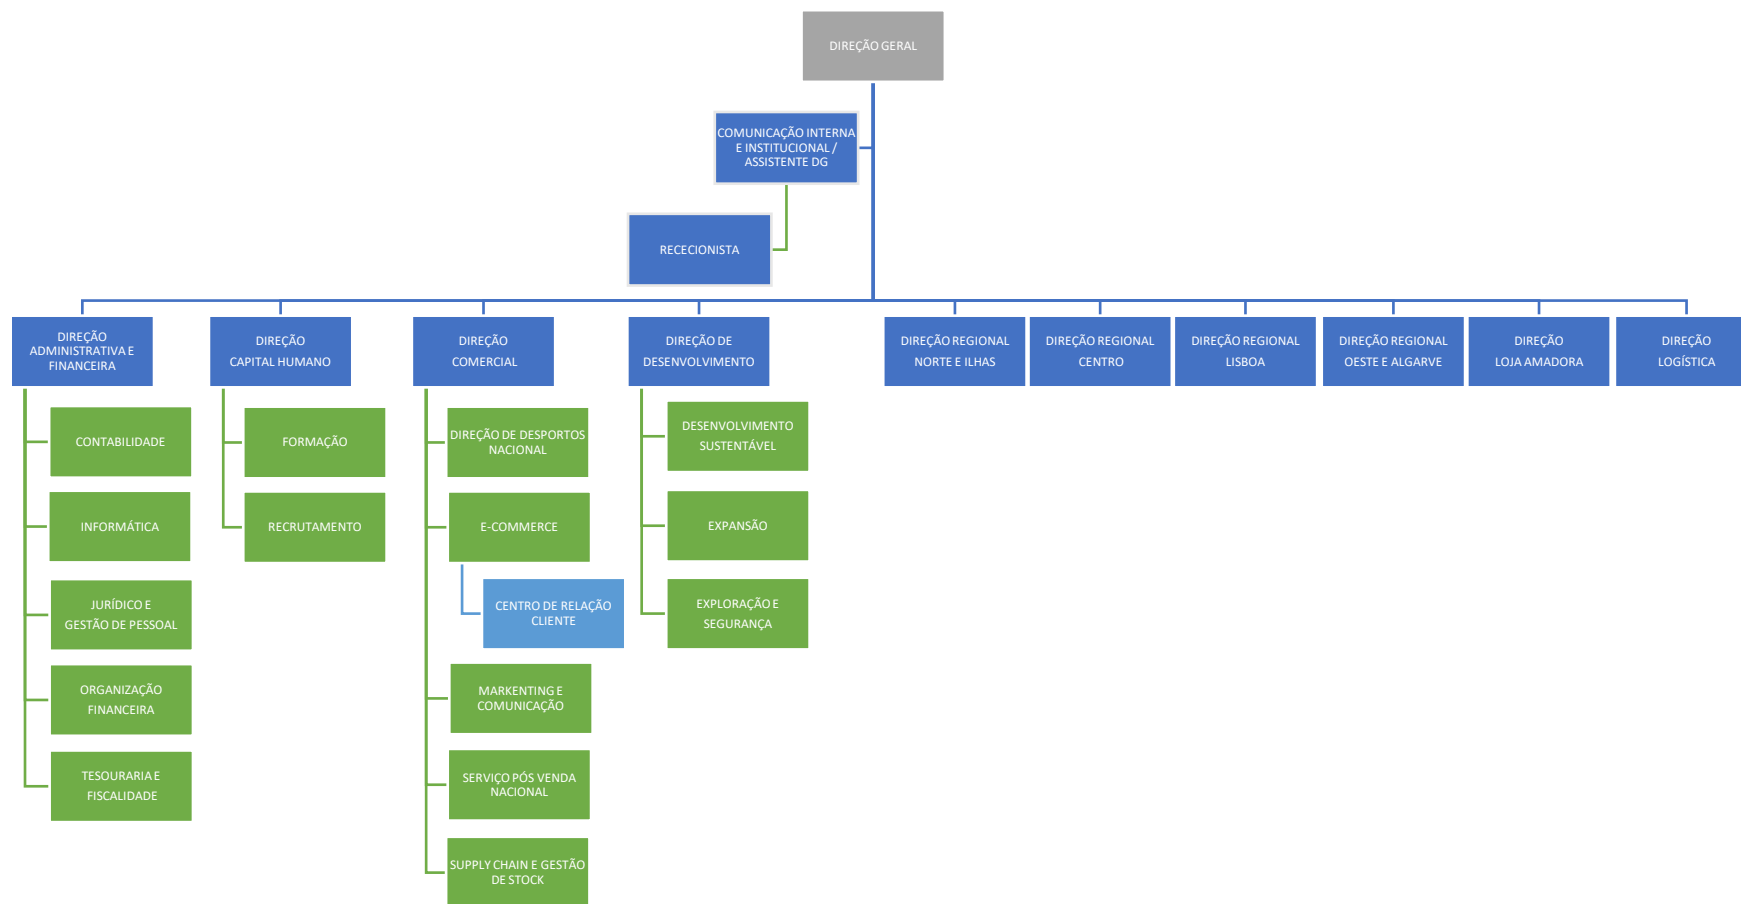 DIREÇÃO GERAL
COMUNICAÇÃO INTERNA
E INSTITUCIONAL /
ASSISTENTE DG
RECECIONISTA
DIREÇÃO
ADMINISTRATIVA E
FINANCEIRA
DIREÇÃO
CAPITAL HUMANO
DIREÇÃO
COMERCIAL
DIREÇÃO DE
DESENVOLVIMENTO
DIREÇÃO REGIONAL
NORTE E ILHAS
DIREÇÃO REGIONAL
CENTRO
DIREÇÃO REGIONAL
LISBOA
DIREÇÃO REGIONAL
OESTE E ALGARVE
DIREÇÃO
LOJA AMADORA
DIREÇÃO
LOGÍSTICA
CONTABILIDADE
INFORMÁTICA
JURÍDICO E
GESTÃO DE PESSOAL
ORGANIZAÇÃO
FINANCEIRA
TESOURARIA E
FISCALIDADE
FORMAÇÃO
RECRUTAMENTO
DIREÇÃO DE DESPORTOS
NACIONAL
E-COMMERCE
CENTRO DE RELAÇÃO
CLIENTE
MARKENTING E
COMUNICAÇÃO
SERVIÇO PÓS VENDA
NACIONAL
SUPPLY CHAIN E GESTÃO
DE STOCK
DESENVOLVIMENTO
SUSTENTÁVEL
EXPANSÃO
EXPLORAÇÃO E
SEGURANÇA